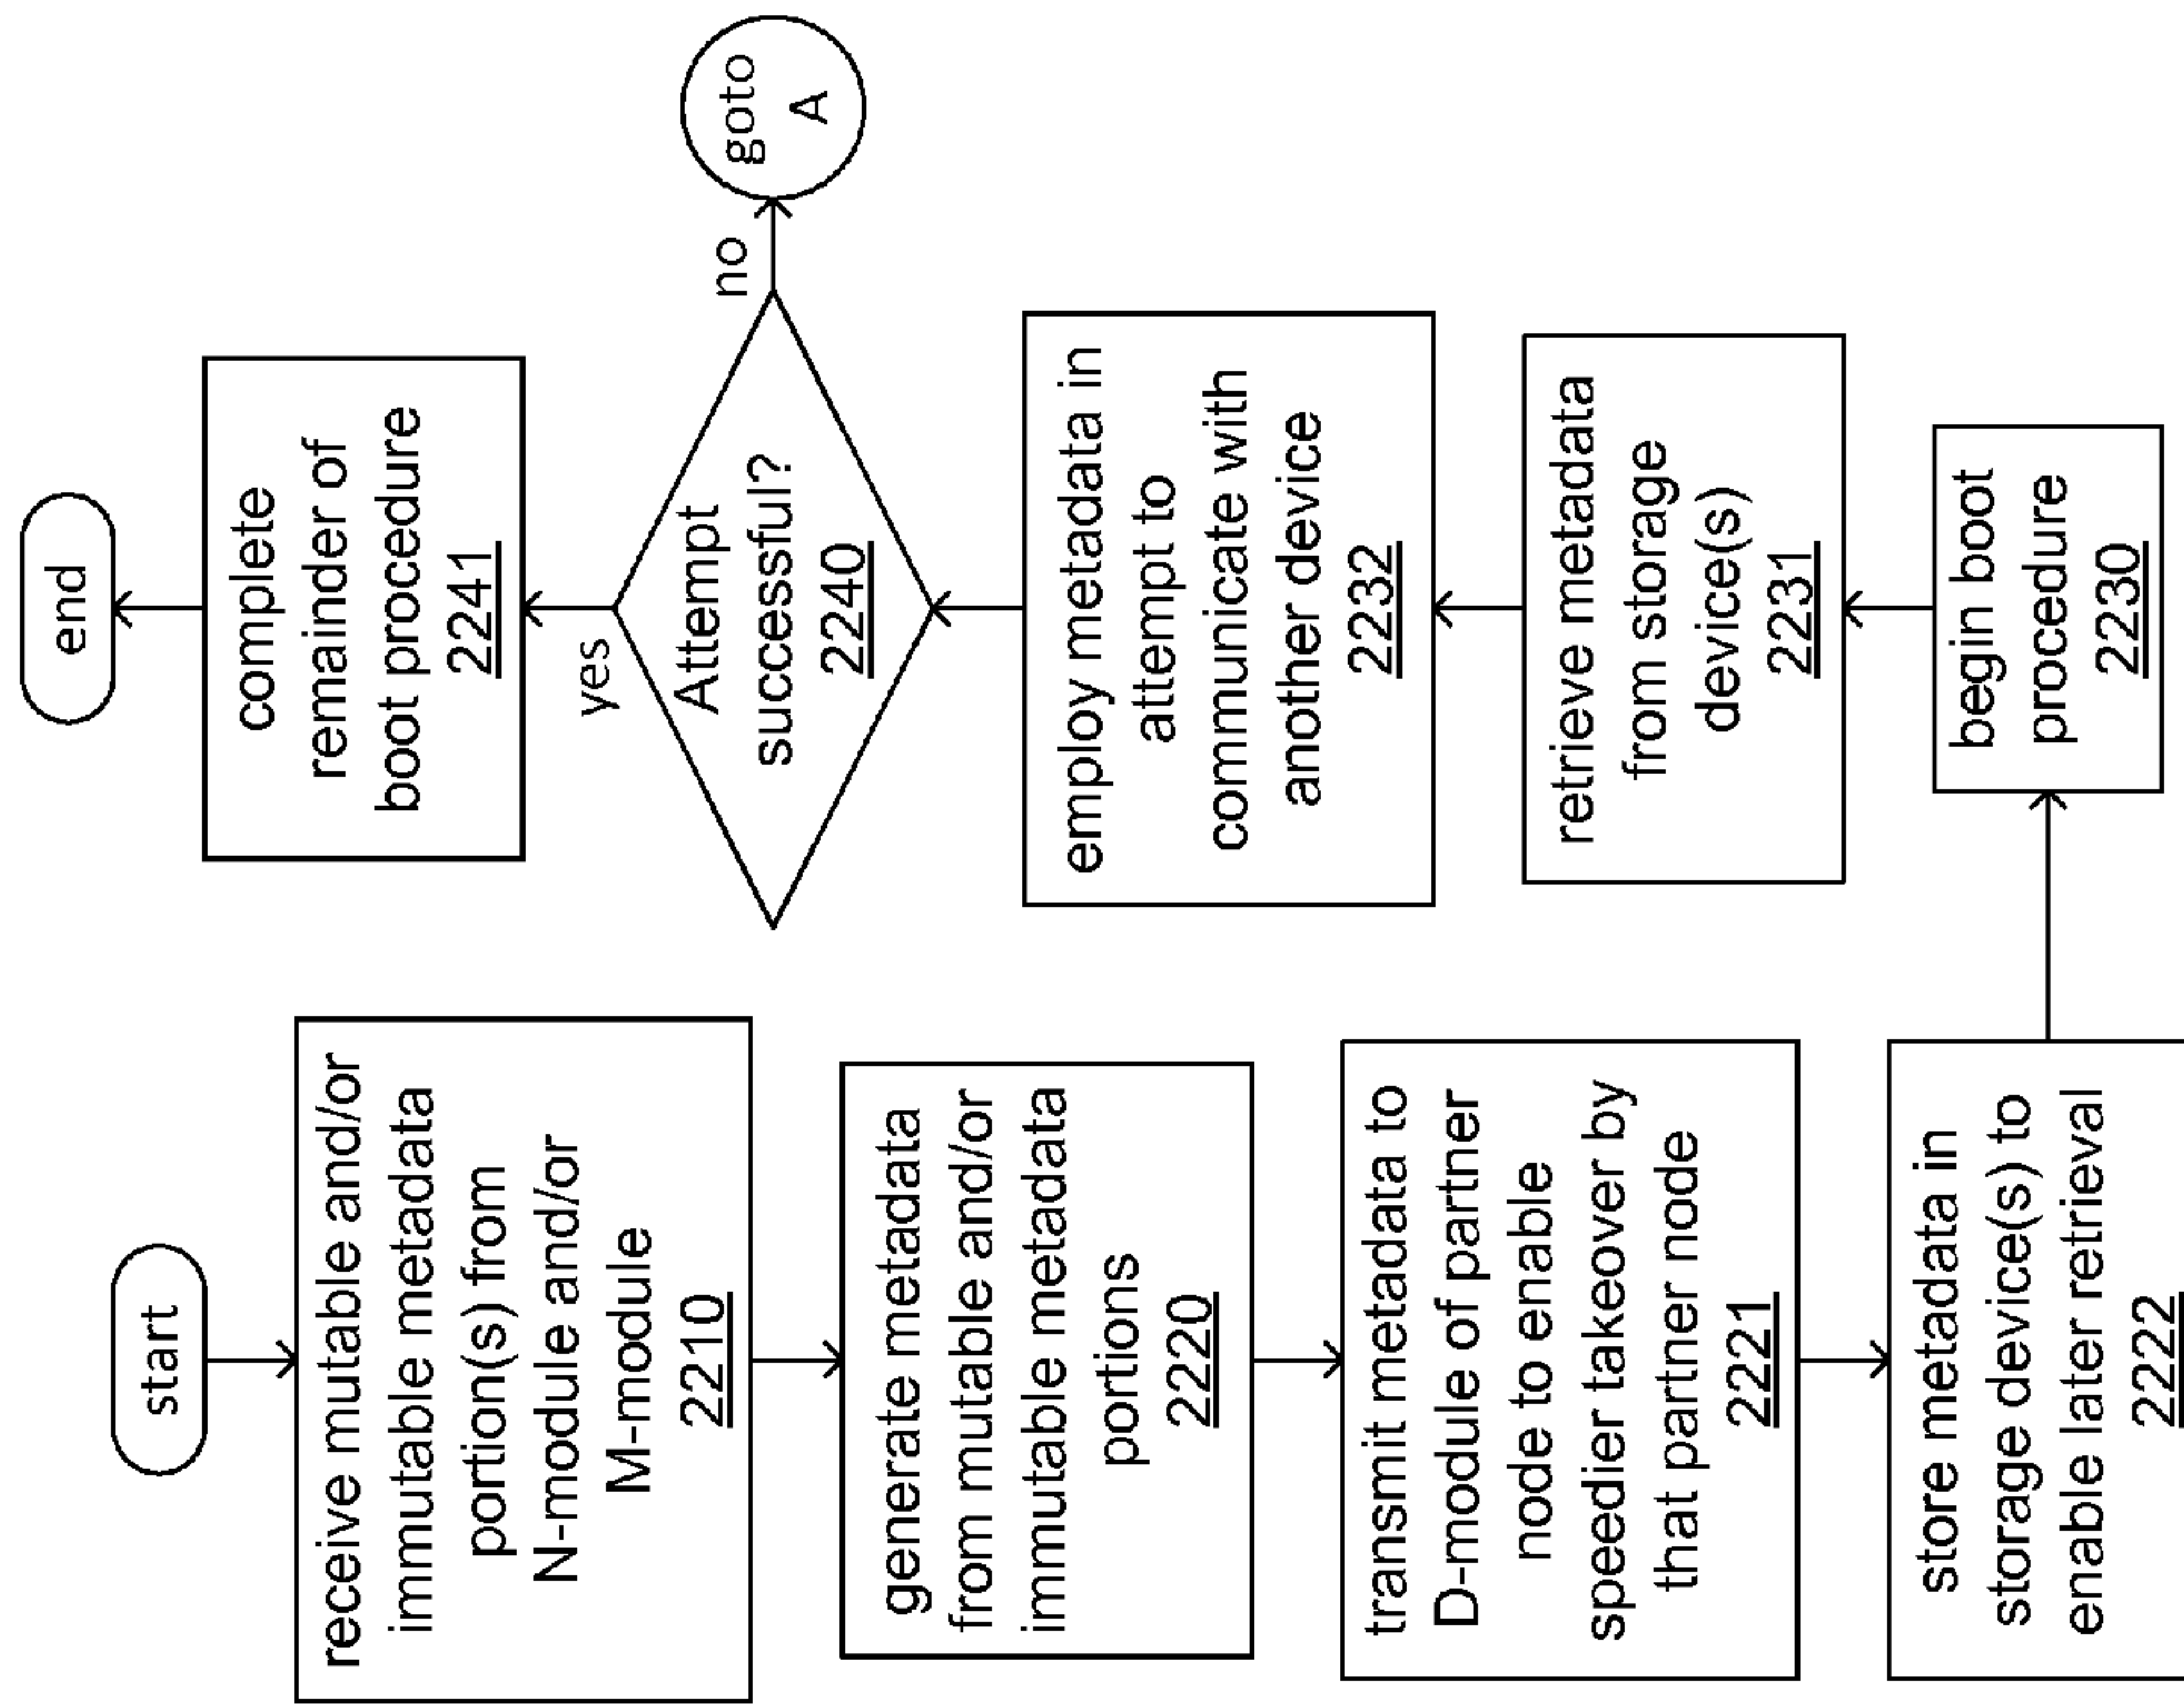 start
receive mutable and/or
immutable metadata
portion(s) from
N-module and/or
M-module
2210
generate metadata
from mutable and/or
immutable metadata
portions
2220
transmit metadata to
D-module of partner
node to enable
speedier takeover by
that partner node
2221
store metadata in
storage device(s) to
enable later retrieval
2222
begin boot
procedure
2230
retrieve metadata
from storage
device(s)
2231
employ metadata in
attempt to
communicate with
another device
2232
Attempt
successful?
2240
no
goto
A
yes
complete
remainder of
boot procedure
2241
end